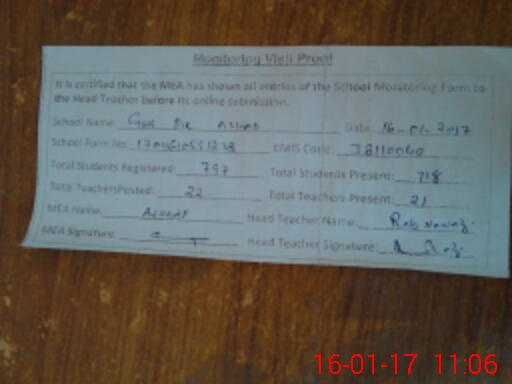 Monitoring Visit Proof
It is certified that the MEA has shown all entries of the School Monitoring Form to
the Head Teacher before its online submission.
School Name: Date: 16-01-2017
School Form No: EMIS Code:
Total Students Registered: 797 Total Students Present: 718
Total Teachers Posted: 22 Total Teachers Present: 21
MEA Name: Head Teacher Name: Rab Nawaz
MEA Signature: Head Teacher Signature:
16-01-17 11:06